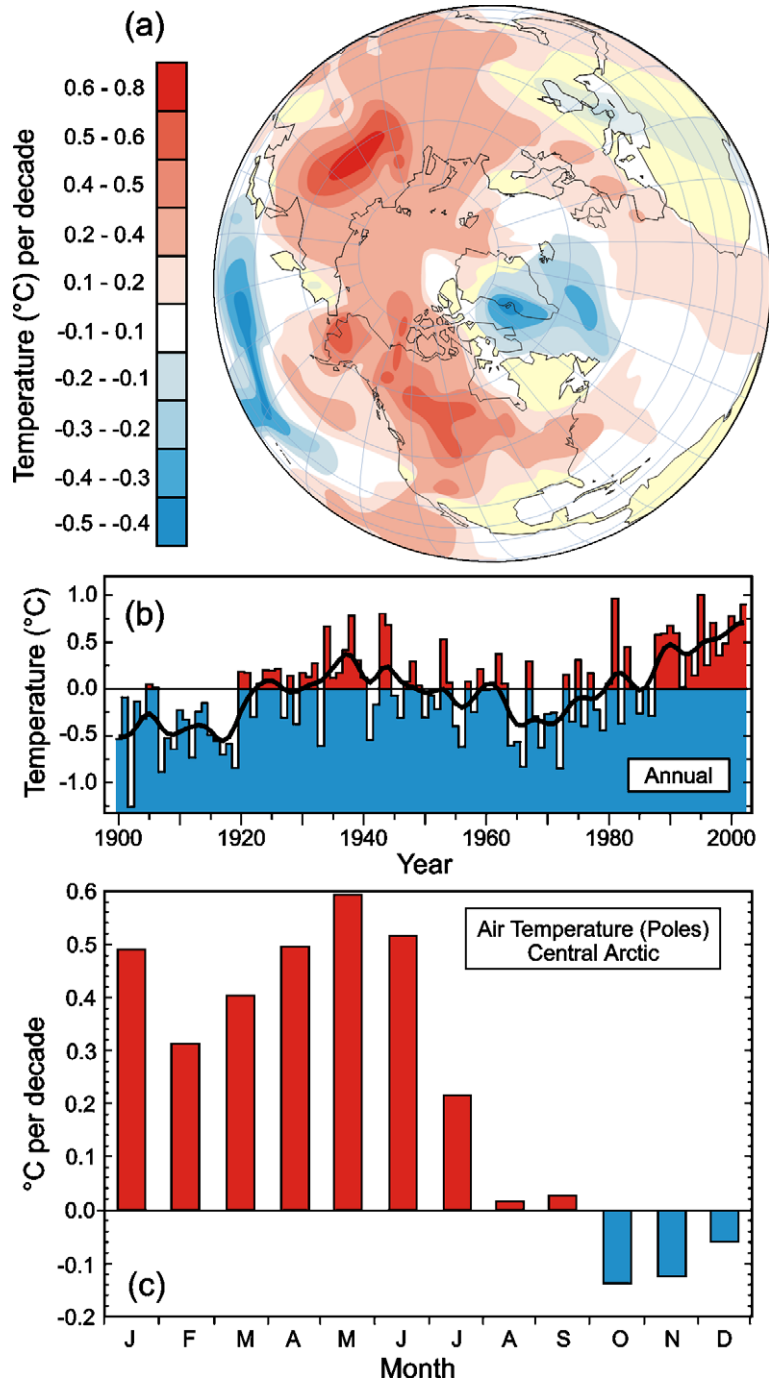 (a)
Temperature (°C) per decade
0.6 - 0.8
0.5 - 0.6
0.4 - 0.5
0.2 - 0.4
0.1 - 0.2
-0.1 - 0.1
-0.2 - -0.1
-0.3 - -0.2
-0.4 - -0.3
-0.5 - -0.4
(b)
Temperature (°C)
1.0
0.5
0.0
-0.5
-1.0
Annual
1900 1920 1940 1960 1980 2000
Year
(c)
°C per decade
0.6
0.5
0.4
0.3
0.2
0.1
0.0
-0.1
-0.2
Air Temperature (Poles)
Central Arctic
J F M A M J J A S O N D
Month